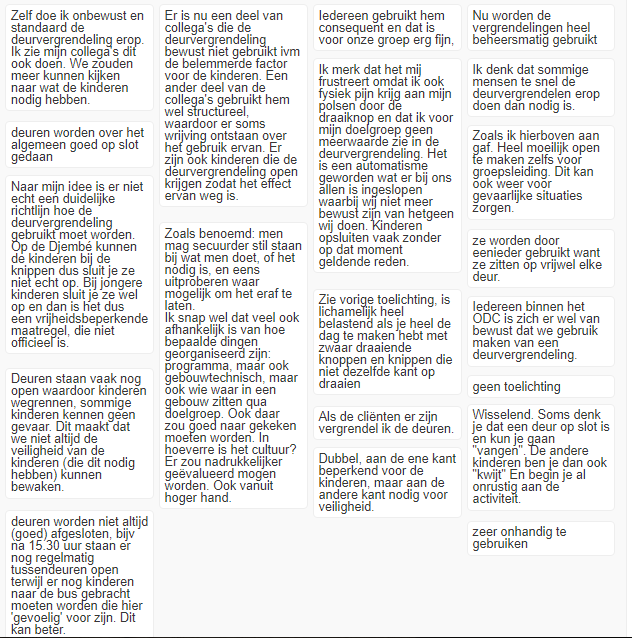 Zelf doe ik onbewust en
standaard de
deurvergrendeling erop.
Ik zie mijn collega's dit
ook doen. We zouden
meer kunnen kijken
naar wat de kinderen
nodig hebben.
deuren worden over het
algemeen goed op slot
gedaan
Naar mijn idee is er niet
echt een duidelijke
richtlijn hoe de
deurvergrendeling
gebruikt moet worden.
Op de Djembé kunnen
de kinderen bij de
knippen dus sluit je ze
niet echt op. Bij jongere
kinderen sluit je ze wel
op en dan is het dus
een vrijheidsbeperkende
maatregel, die niet
officieel is.
Deuren staan vaak nog
open waardoor kinderen
wegrennen, sommige
kinderen kennen geen
gevaar. Dit maakt dat
we niet altijd de
veiligheid van de
kinderen (die dit nodig
hebben) kunnen
bewaken.
deuren worden niet altijd
(goed) afgesloten, bijv
na 15.30 uur staan er
nog regelmatig
tussendeuren open
terwijl er nog kinderen
naar de bus gebracht
moeten worden die hier
'gevoelig' voor zijn. Dit
kan beter.
Er is nu een deel van
collega's die de
deurvergrendeling
bewust niet gebruikt ivm
de belemmerde factor
voor de kinderen. Een
ander deel van de
collega's gebruikt hem
wel structureel,
waardoor er soms
wrijving ontstaan over
het gebruik ervan. Er
zijn ook kinderen die de
deurvergrendeling open
krijgen zodat het effect
ervan weg is.
Zoals benoemd: men
mag secuurder stil staan
bij wat men doet, of het
nodig is, en eens
uitproberen waar
mogelijk om het eraf te
laten.
Ik snap wel dat veel ook
afhankelijk is van hoe
bepaalde dingen
georganiseerd zijn:
programma, maar ook
gebouwtechnisch, maar
ook wie waar in een
gebouw zitten qua
doelgroep. Ook daar
zou goed naar gekeken
moeten worden. In
hoeverre is het cultuur?
Er zou nadrukkelijker
geëvalueerd mogen
worden. Ook vanuit
hoger hand.
Iedereen gebruikt hem
consequent en dat is
voor onze groep erg fijn,
Ik merk dat het mij
frustreert omdat ik ook
fysiek pijn krijg aan mijn
polsen door de
draaiknop en dat ik voor
mijn doelgroep geen
meerwaarde zie in de
deurvergrendeling. Het
is een automatisme
geworden wat er bij ons
allen is ingeslopen
waarbij wij niet meer
bewust zijn van hetgeen
wij doen. Kinderen
opsluiten vaak zonder
op dat moment
geldende reden.
Zie vorige toelichting, is
lichamelijk heel
belastend als je heel de
dag te maken hebt met
zwaar draaiende
knoppen en knippen die
niet dezelfde kant op
draaien
Als de cliënten er zijn
vergrendel ik de deuren.
Dubbel, aan de ene kant
beperkend voor de
kinderen, maar aan de
andere kant nodig voor
veiligheid.
Nu worden de
vergrendelingen heel
beheersmatig gebruikt
Ik denk dat sommige
mensen te snel de
deurvergrendelen erop
doen dan nodig is.
Zoals ik hierboven aan
gaf. Heel moeilijk open
te maken zelfs voor
groepsleiding. Dit kan
ook weer voor
gevaarlijke situaties
zorgen.
ze worden door
eenieder gebruikt want
ze zitten op vrijwel elke
deur.
Iedereen binnen het
ODC is zich er wel van
bewust dat we gebruik
maken van een
deurvergrendeling.
geen toelichting
Wisselend. Soms denk
je dat een deur op slot is
en kun je gaan
"vangen". De andere
kinderen ben je dan ook
"kwijt" En begin je al
onrustig aan de
activiteit.
zeer onhandig te
gebruiken